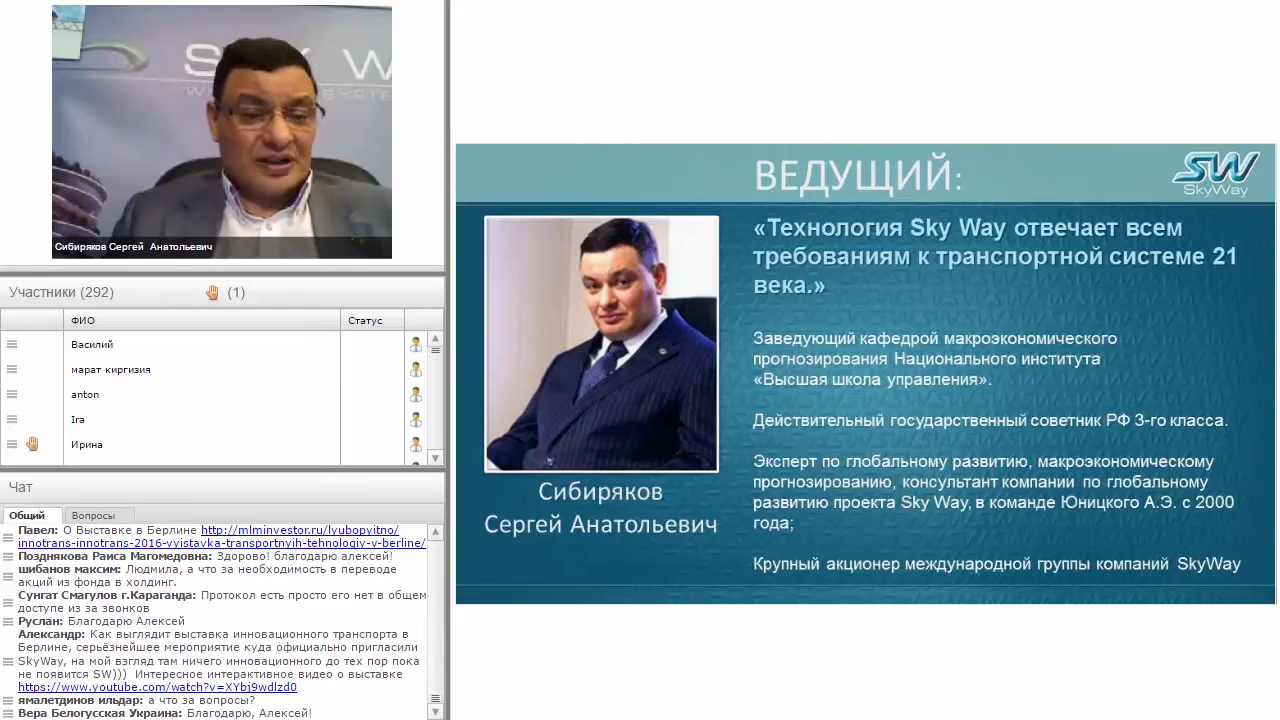 SKY W
Сибиряков Сергей Анатольевич
Участники (292)
(1)
ФИО
Статус
Василий
марат киргизия
anton
Ira
Ирина
Чат
Общий
Вопросы
Павел: О Выставке в Берлине http://mlminvestor.ru/lyubopyitno/
innotrans-innotrans-2016-vyistavka-transportnyih-tehnologiy-v-berline/
Позднякова Раиса Магомедовна: Здорово! благодарю алексей!
шибанов максим: Людмила, а что за необходимость в переводе
акций из фонда в холдинг.
Сунгат Смагулов г.Караганда: Протокол есть просто его нет в общем
доступе из за звонков
Руслан: Благодарю Алексей
Александр: Как выглядит выставка инновационного транспорта в
Берлине, серьёзнейшее мероприятие куда официально пригласили
SkyWay, на мой взгляд там ничего инновационного до тех пор пока
не появится SW))) Интересное интерактивное видео о выставке
https://www.youtube.com/watch?v=XYbj9wdlzd0
ямалетдинов ильдар: а что за вопросы?
Вера Белогусская Украина: Благодарю, Алексей!
ВЕДУЩИЙ:
SW
SkyWay
«Технология Sky Way отвечает всем
требованиям к транспортной системе 21
века.»
Заведующий кафедрой макроэкономического
прогнозирования Национального института
«Высшая школа управления».
Действительный государственный советник РФ 3-го класса.
Эксперт по глобальному развитию, макроэкономическому
прогнозированию, консультант компании по глобальному
развитию проекта Sky Way, в команде Юницкого А.Э. с 2000
года;
Крупный акционер международной группы компаний SkyWay
Сибиряков
Сергей Анатольевич